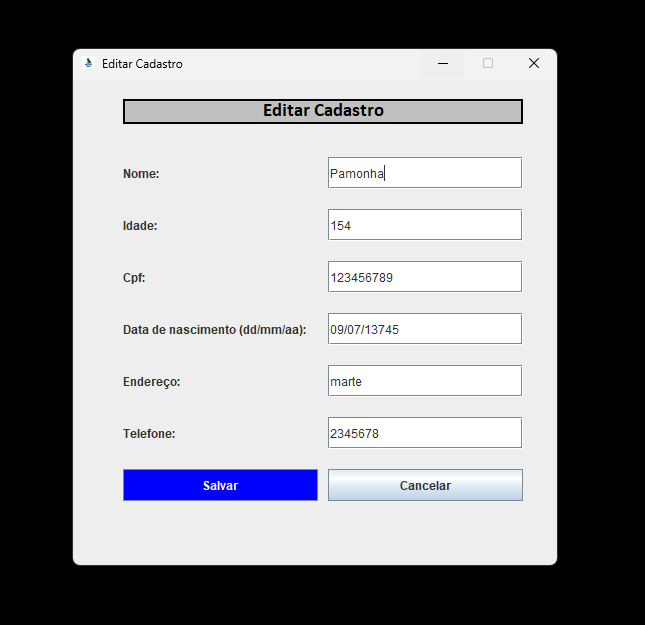 Editar Cadastro
Editar Cadastro
Nome: Pamonha
Idade: 154
Cpf: 123456789
Data de nascimento (dd/mm/aa): 09/07/13745
Endereço: marte
Telefone: 2345678
Salvar Cancelar